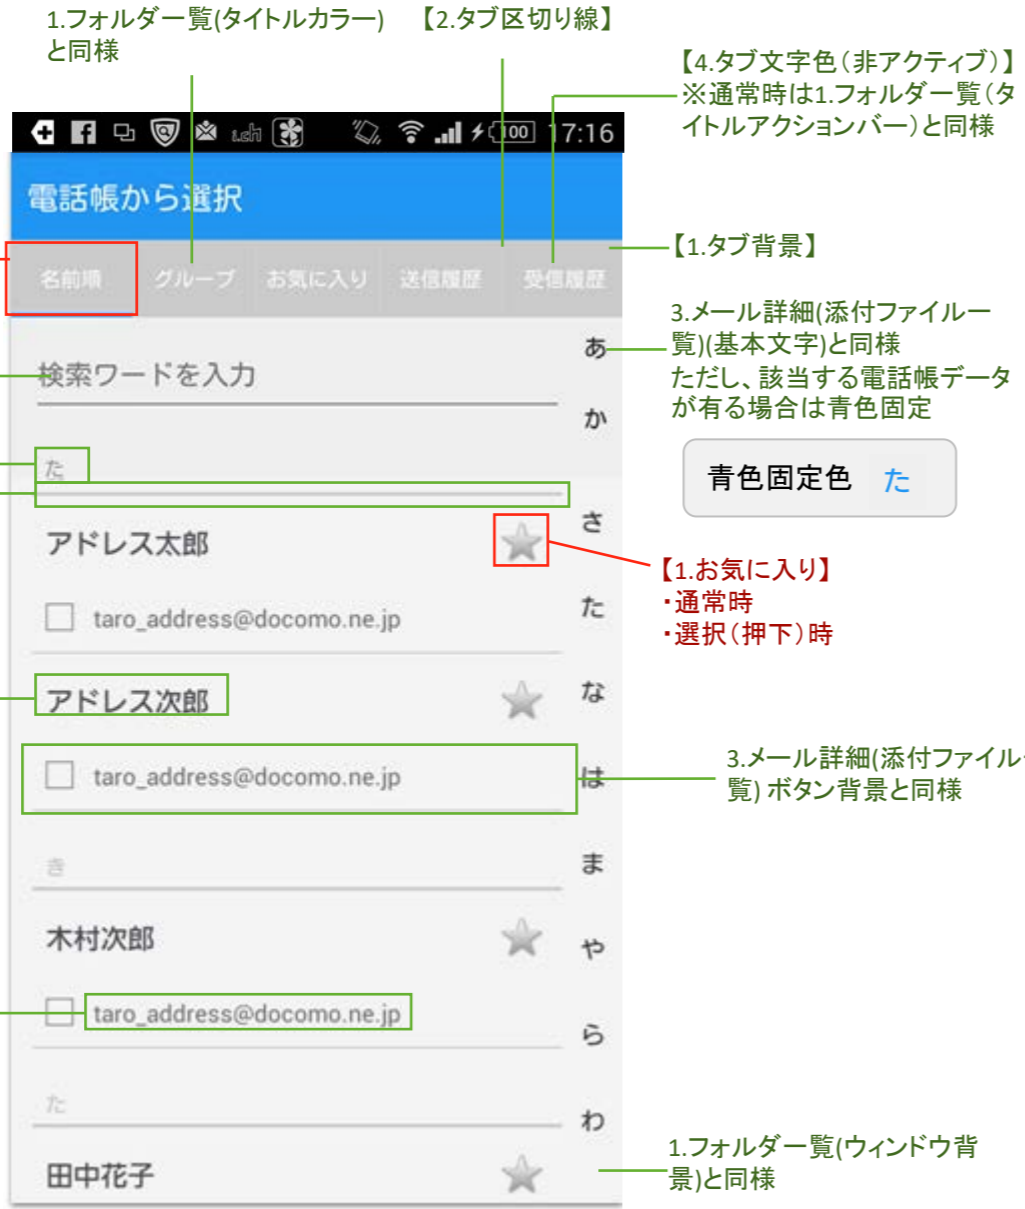 1.フォルダー覧(タイトルカラー)
と同様
【2.タブ区切り線】
【4.タブ文字色(非アクティブ)】
※通常時は1.フォルダー覧(タ
イトルアクションバー)と同様
100
17:16
電話帳から選択
【1.タブ背景】
名前順
グループ
お気に入り
送信履歴
受信履歴
3.メール詳細(添付ファイル一
覧)(基本文字)と同様
ただし、該当する電話帳データ
が有る場合は青色固定
あ
検索ワードを入力
か
青色固定色 た
た
さ
アドレス太郎
【1.お気に入り】
・通常時
・選択(押下)時
taro_address@docomo.ne.jp
た
アドレス次郎
な
3.メール詳細(添付ファイル一
覧) ボタン背景と同様
taro_address@docomo.ne.jp
は
き
ま
木村次郎
や
taro_address@docomo.ne.jp
ら
た
わ
田中花子
1.フォルダー覧(ウィンドウ背
景)と同様